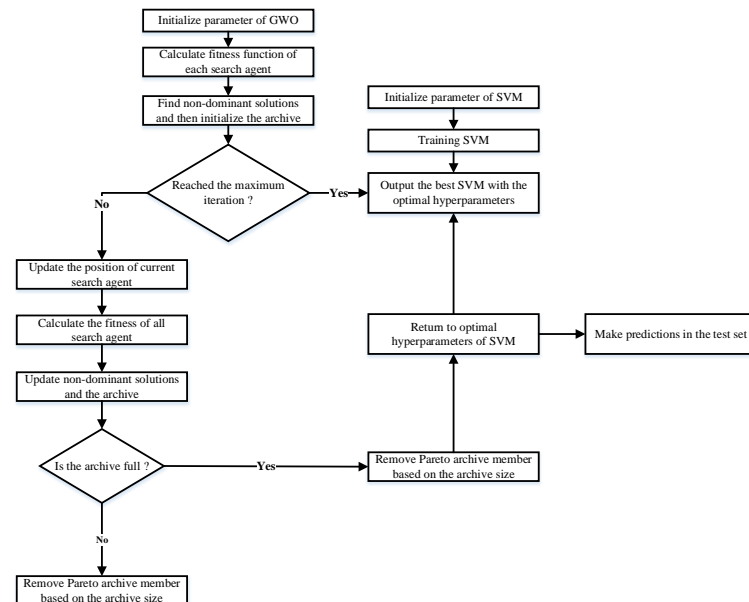 Initialize parameter of GWO
Calculate fitness function of
each search agent
Find non-dominant solutions
and then initialize the archive
Reached the maximum
iteration ?
Yes
No
Initialize parameter of SVM
Training SVM
Output the best SVM with the
optimal hyperparameters
Update the position of current
search agent
Calculate the fitness of all
search agent
Update non-dominant solutions
and the archive
Is the archive full ?
Yes
No
Return to optimal
hyperparameters of SVM
Make predictions in the test set
Remove Pareto archive member
based on the archive size
Remove Pareto archive member
based on the archive size